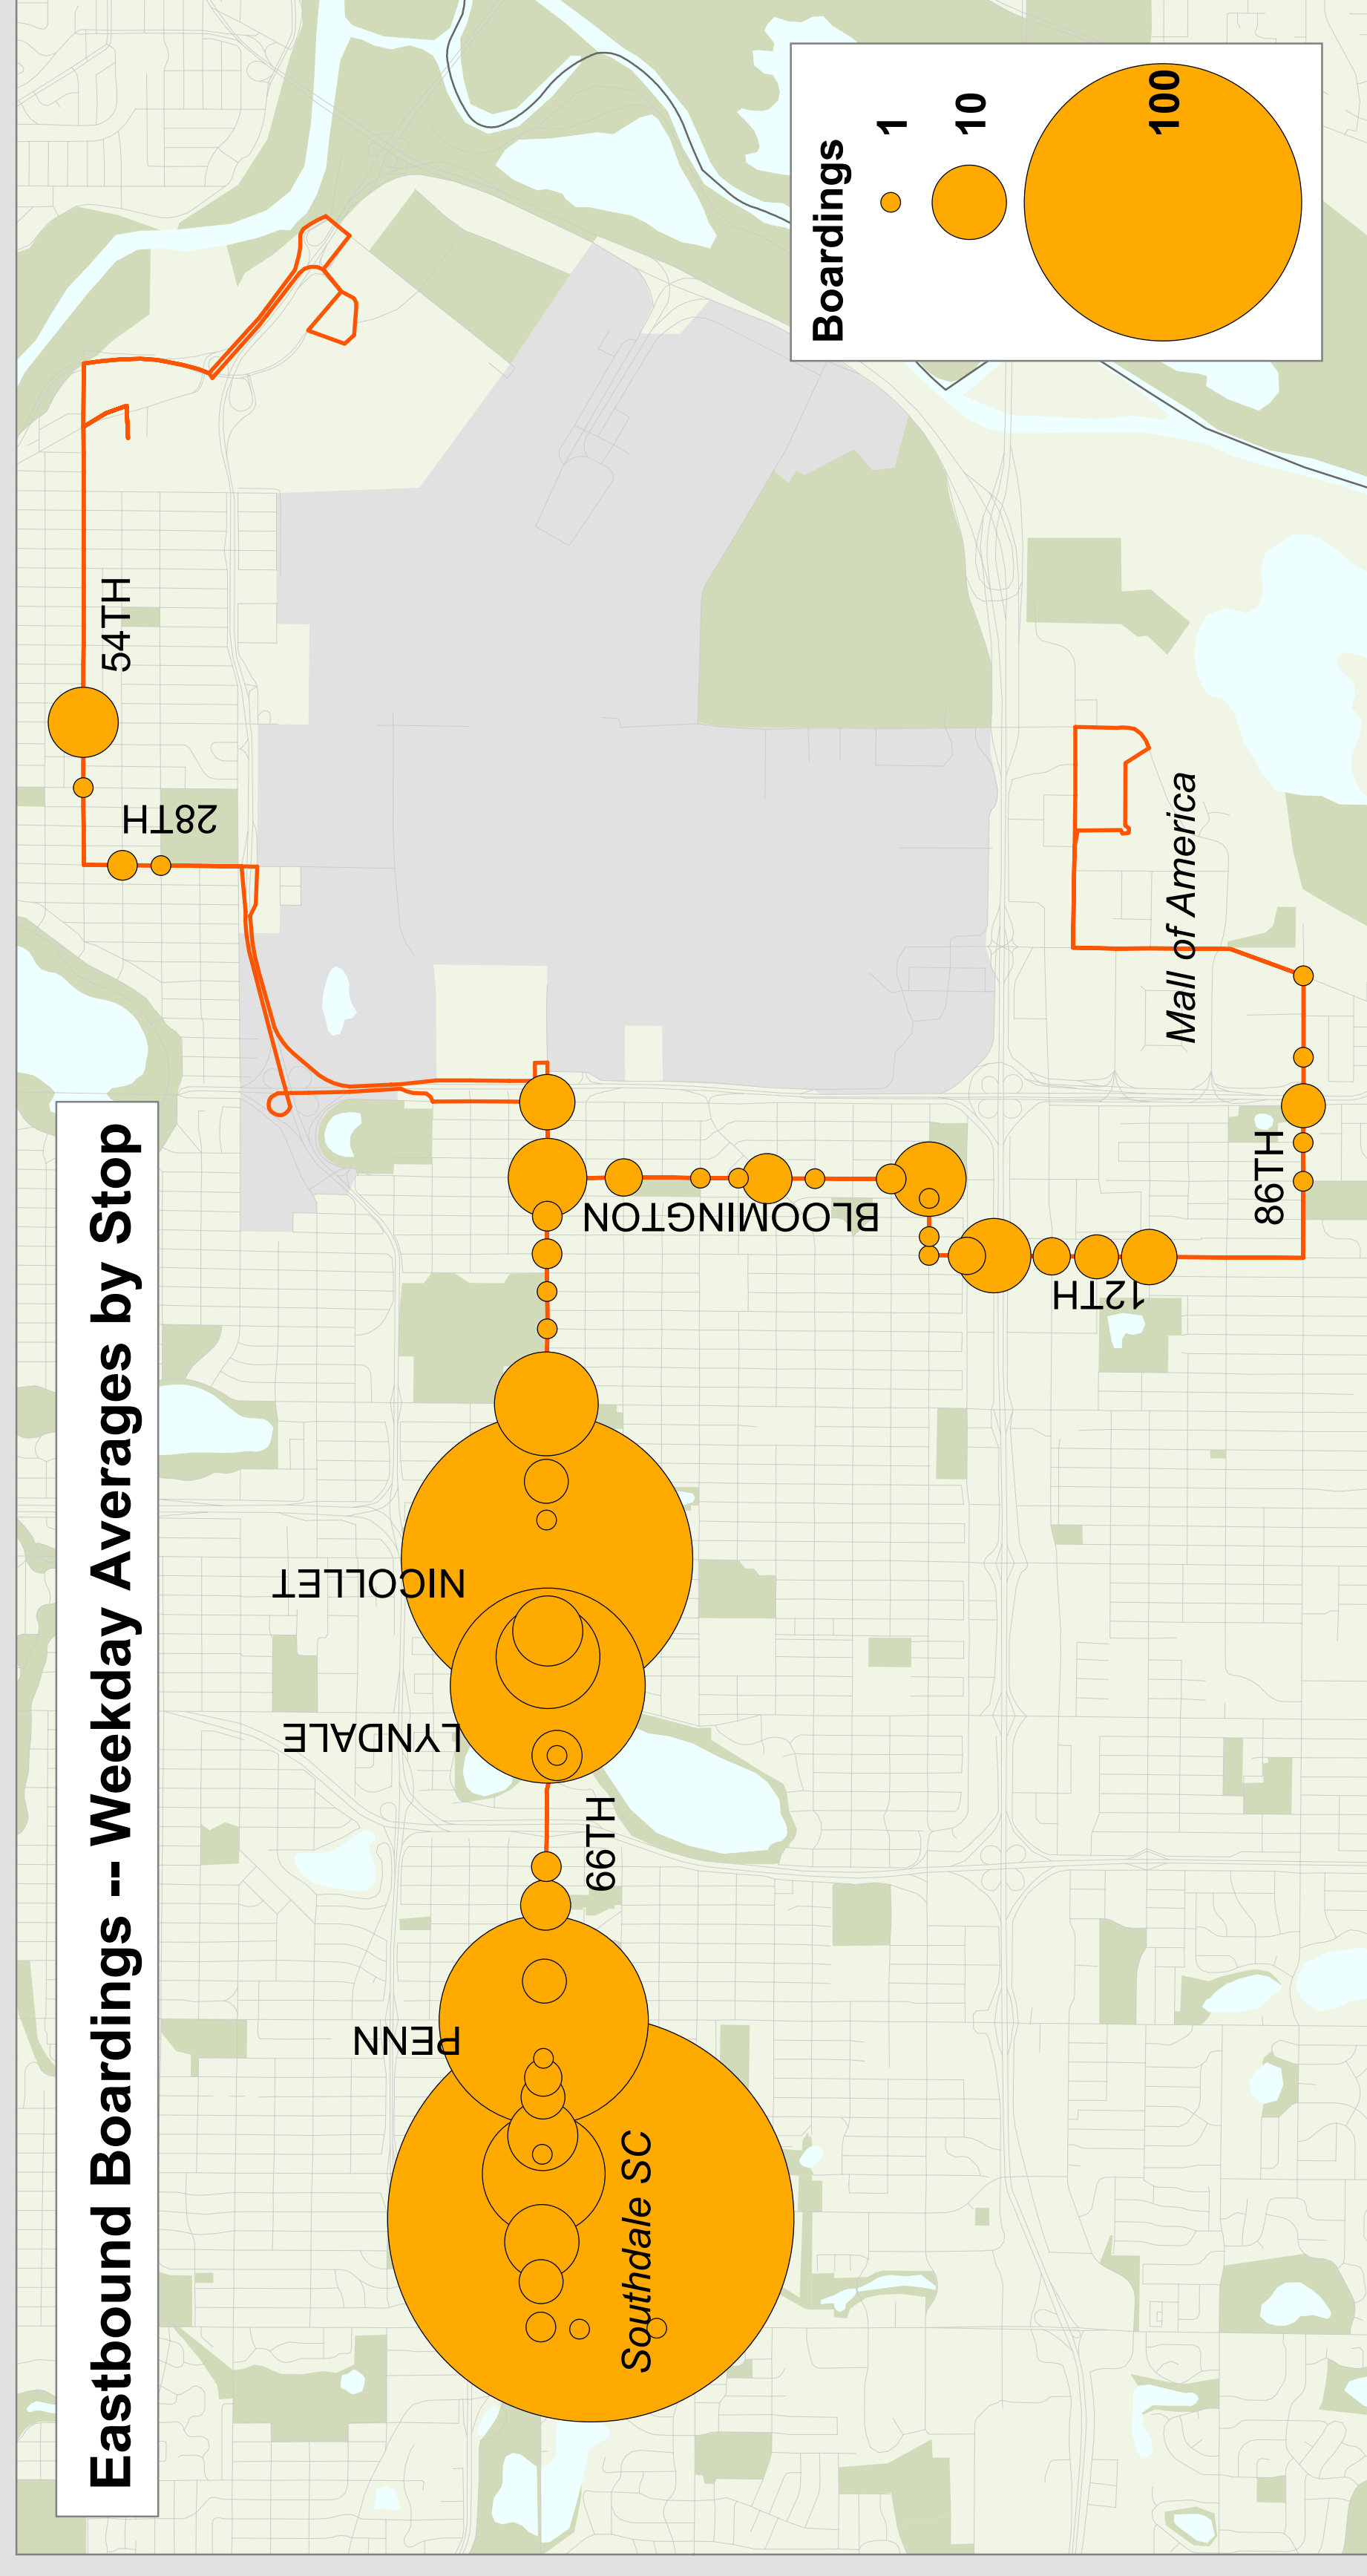 Eastbound Boardings -- Weekday Averages by Stop
54TH
28TH
NICOLLET
LYNDALE
PENN
66TH
Southdale SC
BLOOMINGTON
12TH
86TH
Mall of America
Boardings
1
10
100